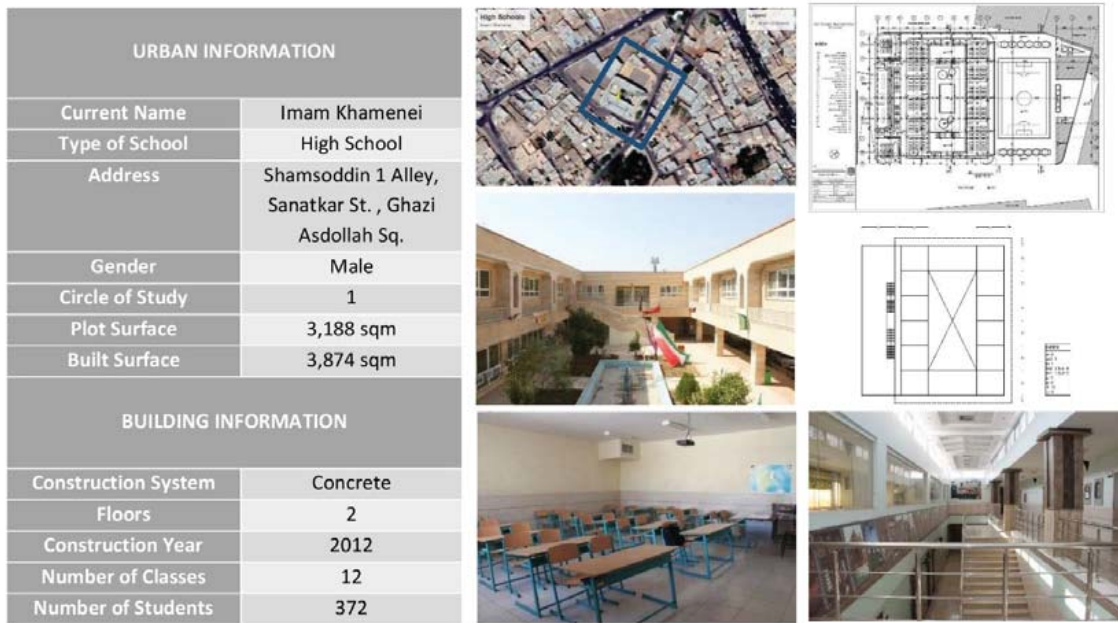 URBAN INFORMATION
Current Name Imam Khamenei
Type of School High School
Address Shamsoddin 1 Alley,
Sanatkar St. , Ghazi
Asdollah Sq.
Gender Male
Circle of Study 1
Plot Surface 3,188 sqm
Built Surface 3,874 sqm
BUILDING INFORMATION
Construction System Concrete
Floors 2
Construction Year 2012
Number of Classes 12
Number of Students 372
High Schools
Legend